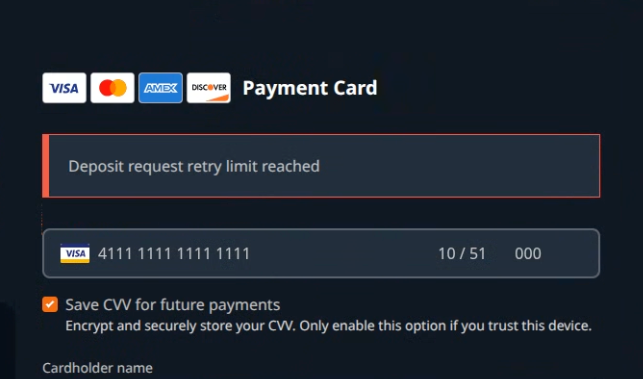 VISA AMEX DISCOVER Payment Card
Deposit request retry limit reached
VISA 4111 1111 1111 1111 10 / 51 000
Save CVV for future payments
Encrypt and securely store your CVV. Only enable this option if you trust this device.
Cardholder name